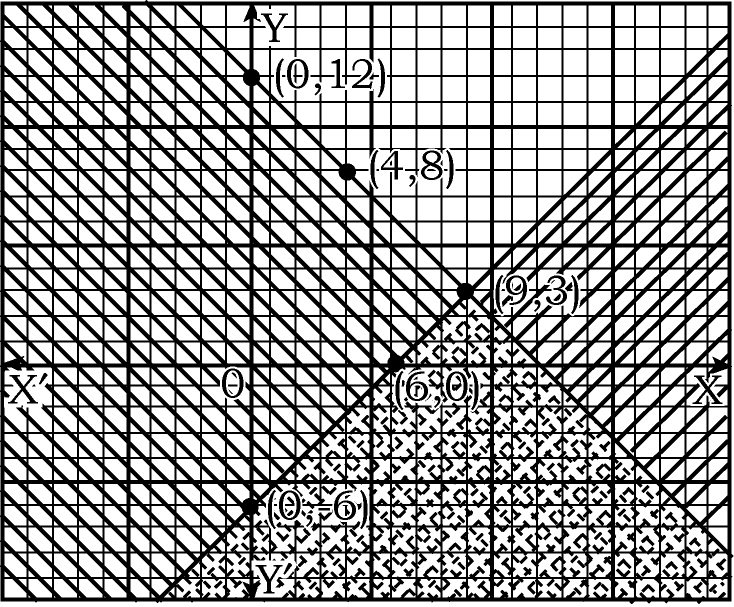 Y
(0,12)
(4,8)
(9,3)
X′
0
(6,0)
X
(0,-6)
Y′